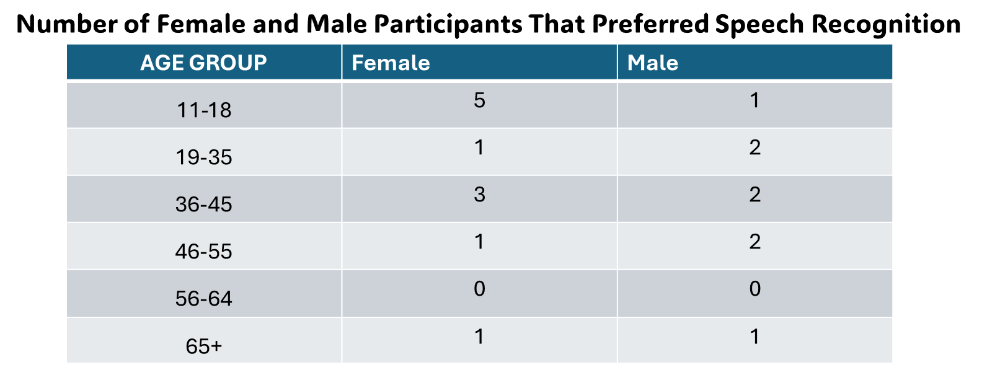 Number of Female and Male Participants That Preferred Speech Recognition
AGE GROUP Female Male
11-18 5 1
19-35 1 2
36-45 3 2
46-55 1 2
56-64 0 0
65+ 1 1